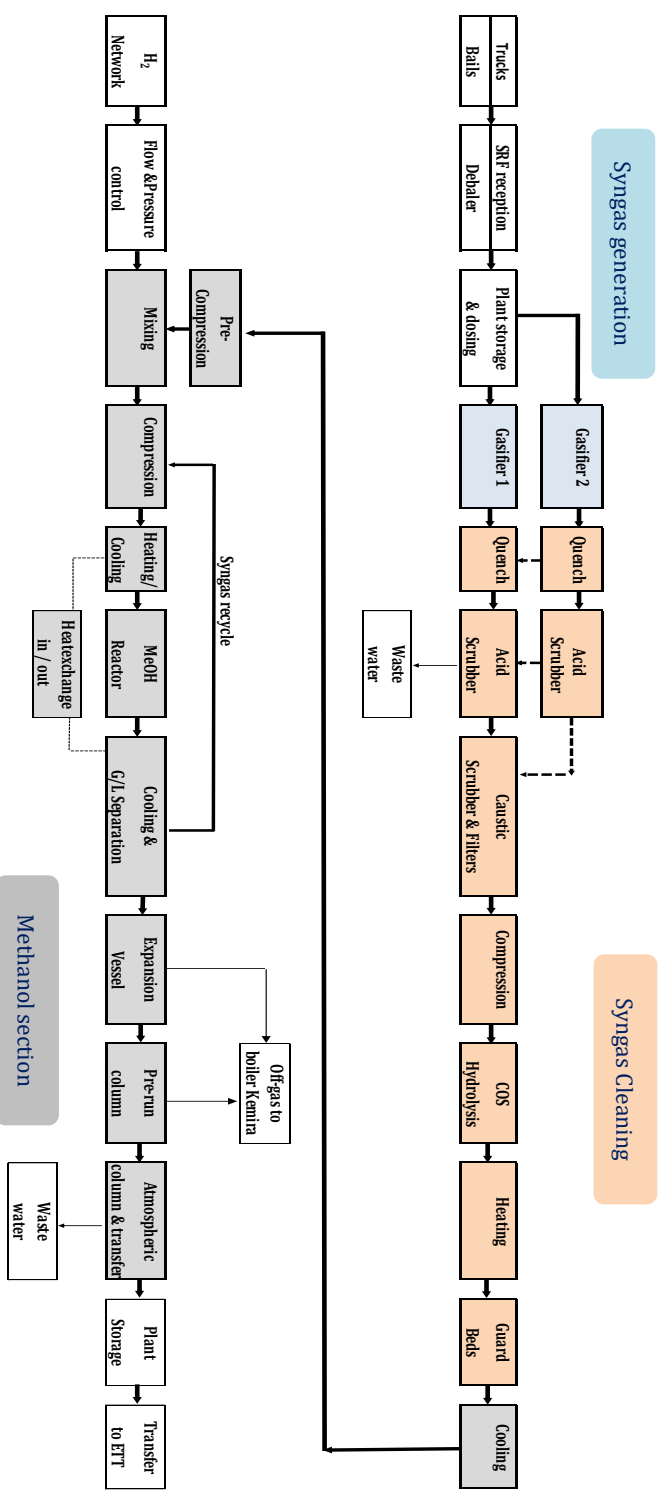 Syngas generation
Syngas Cleaning
Trucks
Bails
SRF reception
Debaler
Plant storage
& dosing
Gasifier 2
Quench
Acid
Scrubber
Gasifier 1
Quench
Acid
Scrubber
Caustic
Scrubber & Filters
Compression
COS
Hydrolysis
Heating
Guard
Beds
Cooling
Waste
water
Pre-
Compression
Syngas recycle
Off-gas to
boiler Kemira
H₂
Network
Flow &Pressure
control
Mixing
Compression
Heating/
Cooling
MeOH
Reactor
Cooling &
G/L Separation
Expansion
Vessel
Pre-run
column
Atmospheric
column & transfer
Plant
Storage
Transfer
to ETT
Heatexchange
in / out
Waste
water
Methanol section